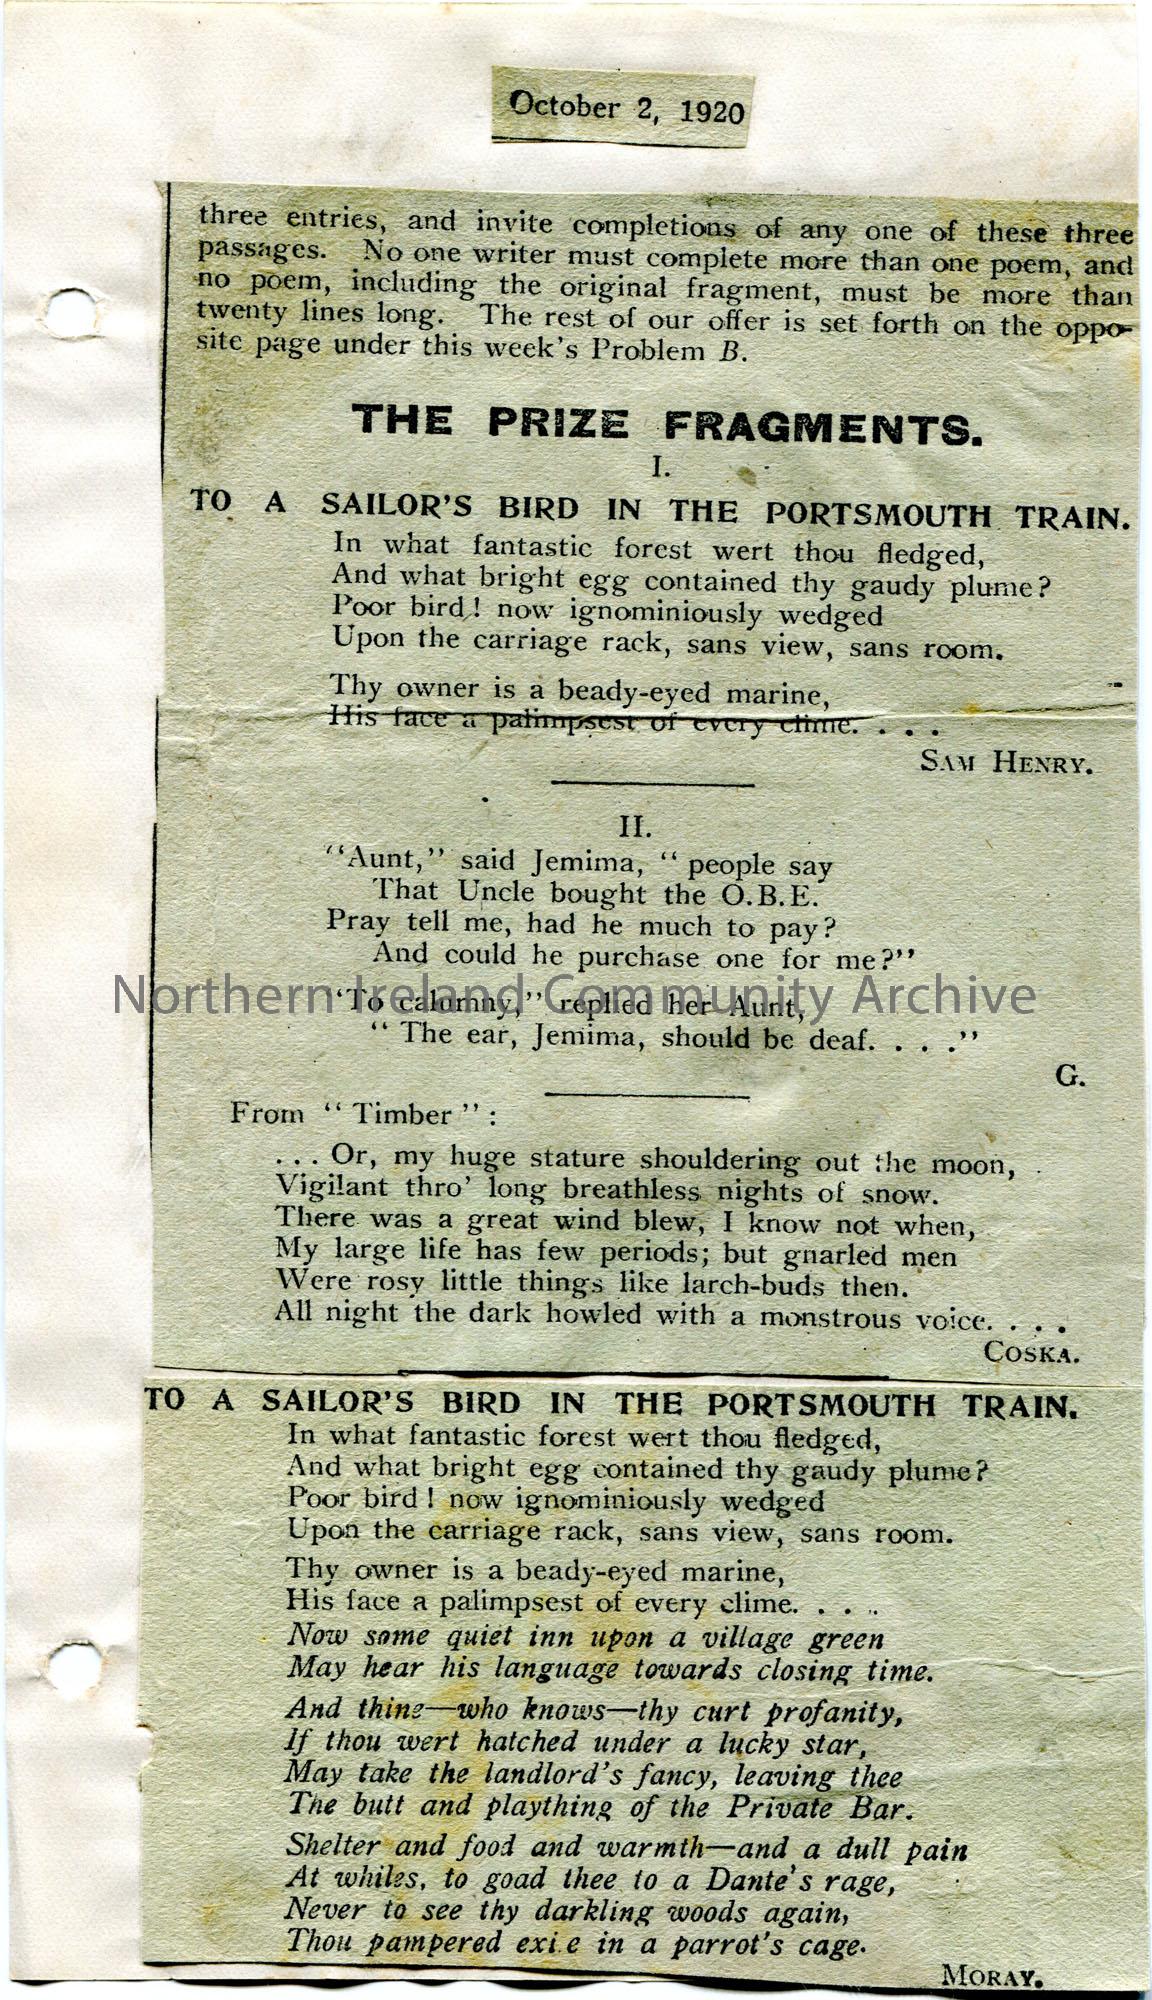 October 2, 1920
three entries, and invite completions of any one of these three
passages. No one writer must complete more than one poem, and
no poem, including the original fragment, must be more than
twenty lines long. The rest of our offer is set forth on the oppo-
site page under this week's Problem B.
THE PRIZE FRAGMENTS.
I.
TO A SAILOR'S BIRD IN THE PORTSMOUTH TRAIN.
In what fantastic forest wert thou fledged,
And what bright egg contained thy gaudy plume?
Poor bird! now ignominiously wedged
Upon the carriage rack, sans view, sans room.
Thy owner is a beady-eyed marine,
His face a palimpsest of every clime. . . .
SAM HENRY.
II.
"Aunt," said Jemima, "people say
That Uncle bought the O.B.E.
Pray tell me, had he much to pay?
And could he purchase one for me?"
Northern Ireland Community Archive
"To calumny," replied her Aunt,
"The ear, Jemima, should be deaf. . . ."
G.
From "Timber":
. . . Or, my huge stature shouldering out the moon,
Vigilant thro' long breathless nights of snow.
There was a great wind blew, I know not when,
My large life has few periods; but gnarled men
Were rosy little things like larch-buds then.
All night the dark howled with a monstrous voice. . . .
COSKA.
TO A SAILOR'S BIRD IN THE PORTSMOUTH TRAIN.
In what fantastic forest wert thou fledged,
And what bright egg contained thy gaudy plume?
Poor bird! now ignominiously wedged
Upon the carriage rack, sans view, sans room.
Thy owner is a beady-eyed marine,
His face a palimpsest of every clime. . . .
Now some quiet inn upon a village green
May hear his language towards closing time.
And thine—who knows—thy curt profanity,
If thou wert hatched under a lucky star,
May take the landlord's fancy, leaving thee
The butt and plaything of the Private Bar.
Shelter and food and warmth—and a dull pain
At whiles, to goad thee to a Dante's rage,
Never to see thy darkling woods again,
Thou pampered exi e in a parrot's cage.
MORAY.